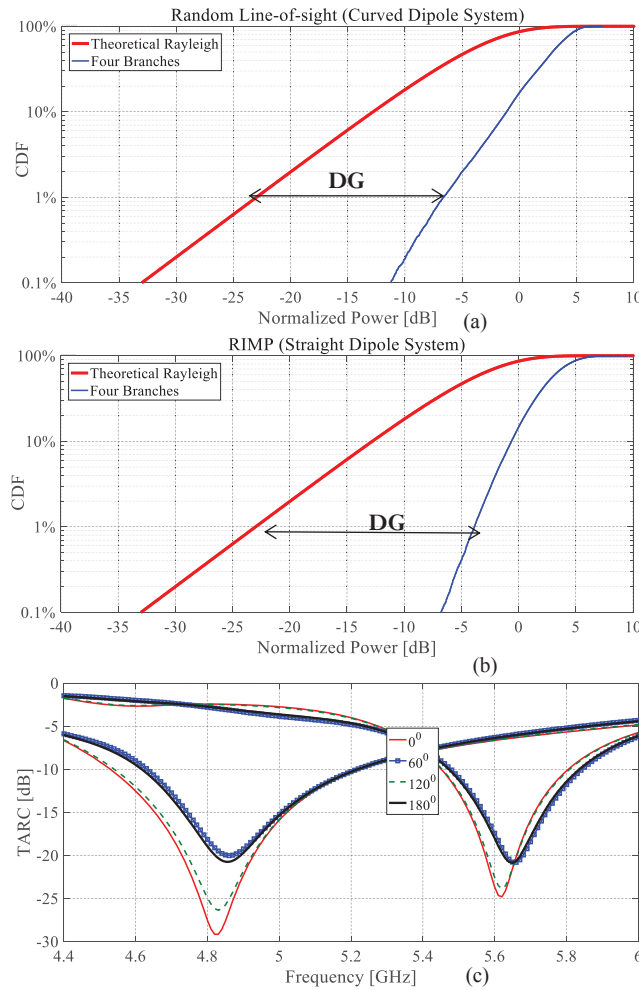 Random Line-of-sight (Curved Dipole System)
100%
Theoretical Rayleigh
Four Branches
10%
CDF
DG
1%
0.1%
-40 -35 -30 -25 -20 -15 -10 -5 0 5 10
Normalized Power [dB]
(a)
RIMP (Straight Dipole System)
100%
Theoretical Rayleigh
Four Branches
10%
CDF
DG
1%
0.1%
-40 -35 -30 -25 -20 -15 -10 -5 0 5 10
Normalized Power [dB]
(b)
0
-5
0⁰
60⁰
120⁰
180⁰
-10
TARC [dB]
-15
-20
-25
-30
4.4 4.6 4.8 5 5.2 5.4 5.6 5.8 6
Frequency [GHz]
(c)